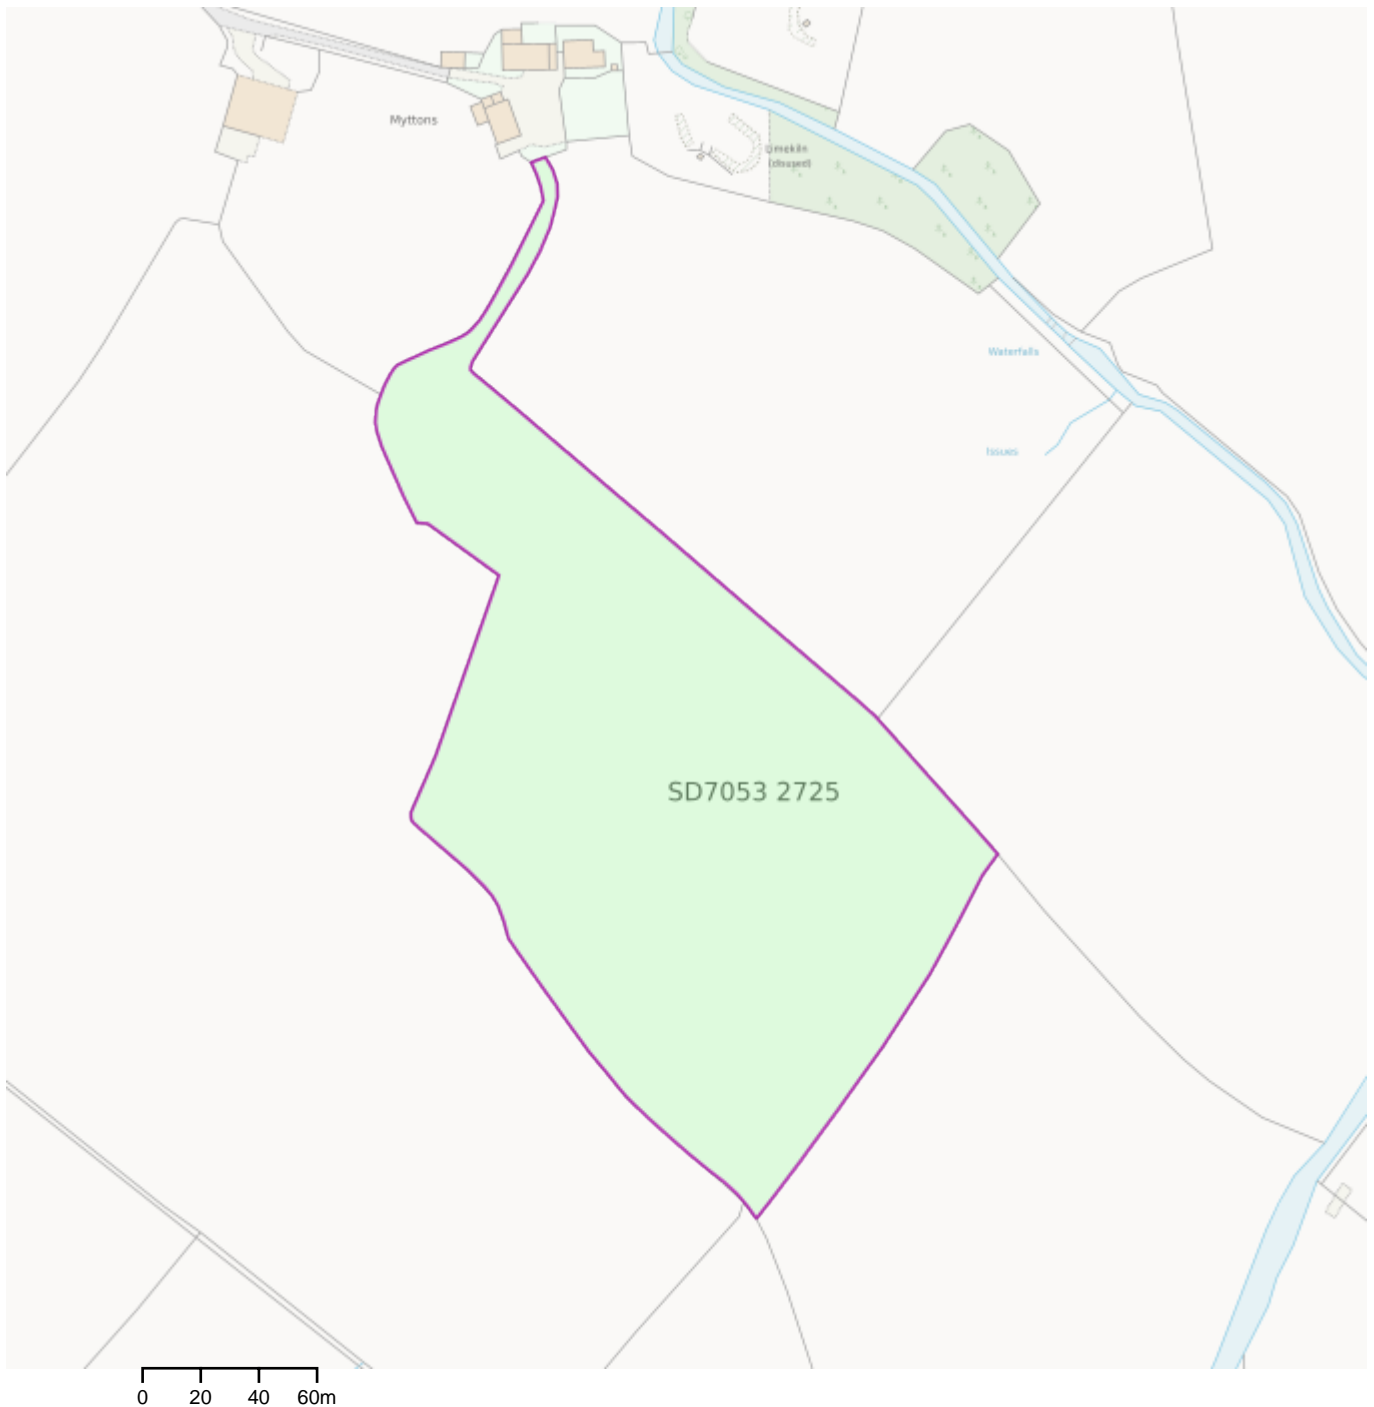 Myttons
Limekiln
(disused)
Waterfalls
Issues
SD7053 2725
0 20 40 60m